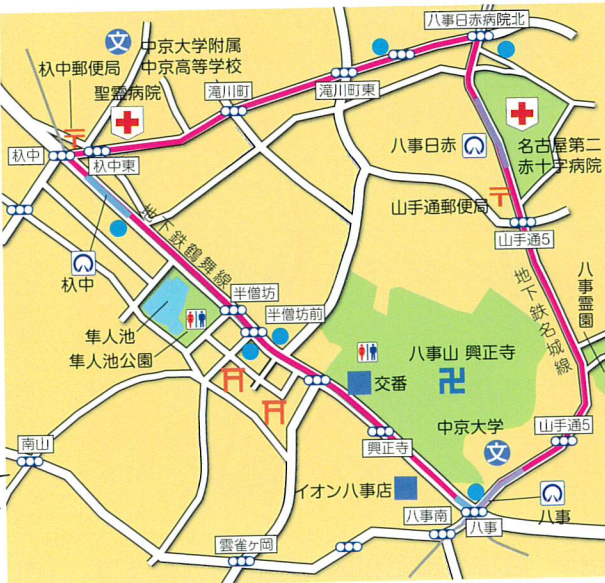 八事日赤病院北
中京大学附属
中京高等学校
杁中郵便局
聖霊病院
滝川町
滝川町東
八事日赤
名古屋第二
赤十字病院
杁中
杁中東
山手通郵便局
山手通5
地下鉄鶴舞線
杁中
地下鉄名城線
八事霊園
半僧坊
半僧坊前
隼人池
隼人池公園
八事山 興正寺
卍
交番
中京大学
文
文
山手通5
南山
興正寺
イオン八事店
八事南
八事
八事
雲雀ヶ岡